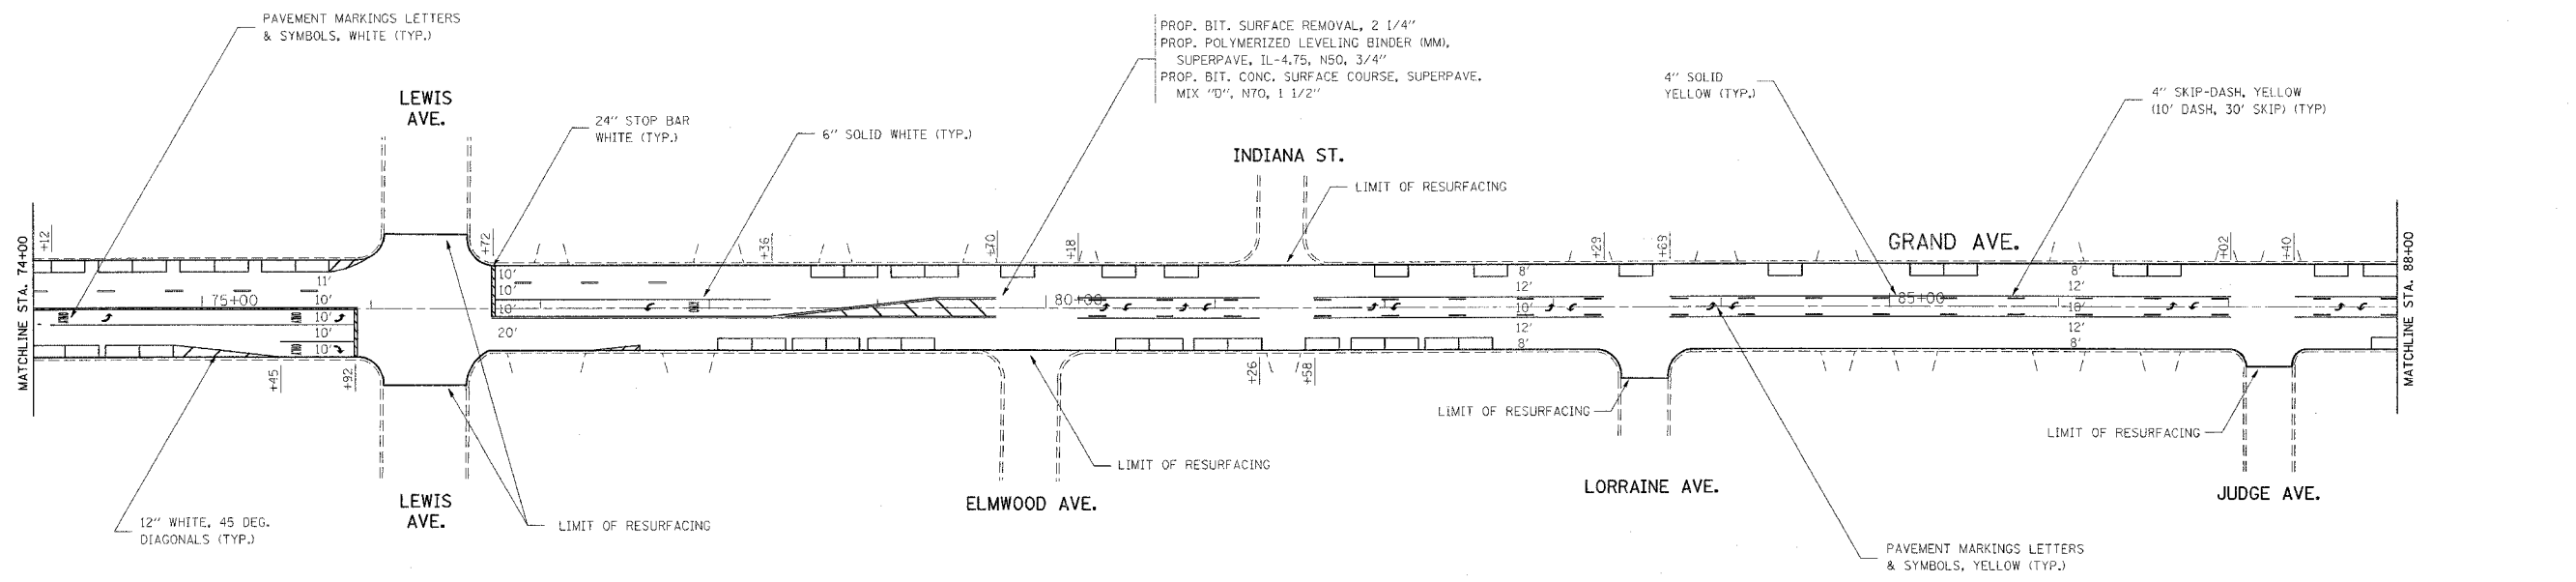 PAVEMENT MARKINGS LETTERS
& SYMBOLS, WHITE (TYP.)
LEWIS
AVE.
24" STOP BAR
WHITE (TYP.)
6" SOLID WHITE (TYP.)
PROP. BIT. SURFACE REMOVAL, 2 1/4"
PROP. POLYMERIZED LEVELING BINDER (MM),
SUPERPAVE, IL-4.75, N50, 3/4"
PROP. BIT. CONC. SURFACE COURSE, SUPERPAVE,
MIX "D", N70, 1 1/2"
INDIANA ST.
LIMIT OF RESURFACING
4" SOLID
YELLOW (TYP.)
4" SKIP-DASH, YELLOW
(10' DASH, 30' SKIP) (TYP)
GRAND AVE.
MATCHLINE STA. 74+00
+12
+72
+36
+70
+18
+29
+69
+02
+40
MATCHLINE STA. 88+00
11'
10'
10'
10'
10'
75+00
ONLY
ONLY
ONLY
10'
10'
10'
20'
ONLY
80+00
8'
12'
10'
12'
8'
85+00
8'
12'
10'
12'
8'
+45
+92
+26
+58
LIMIT OF RESURFACING
LIMIT OF RESURFACING
LIMIT OF RESURFACING
LIMIT OF RESURFACING
12" WHITE, 45 DEG.
DIAGONALS (TYP.)
LEWIS
AVE.
ELMWOOD AVE.
LORRAINE AVE.
JUDGE AVE.
PAVEMENT MARKINGS LETTERS
& SYMBOLS, YELLOW (TYP.)